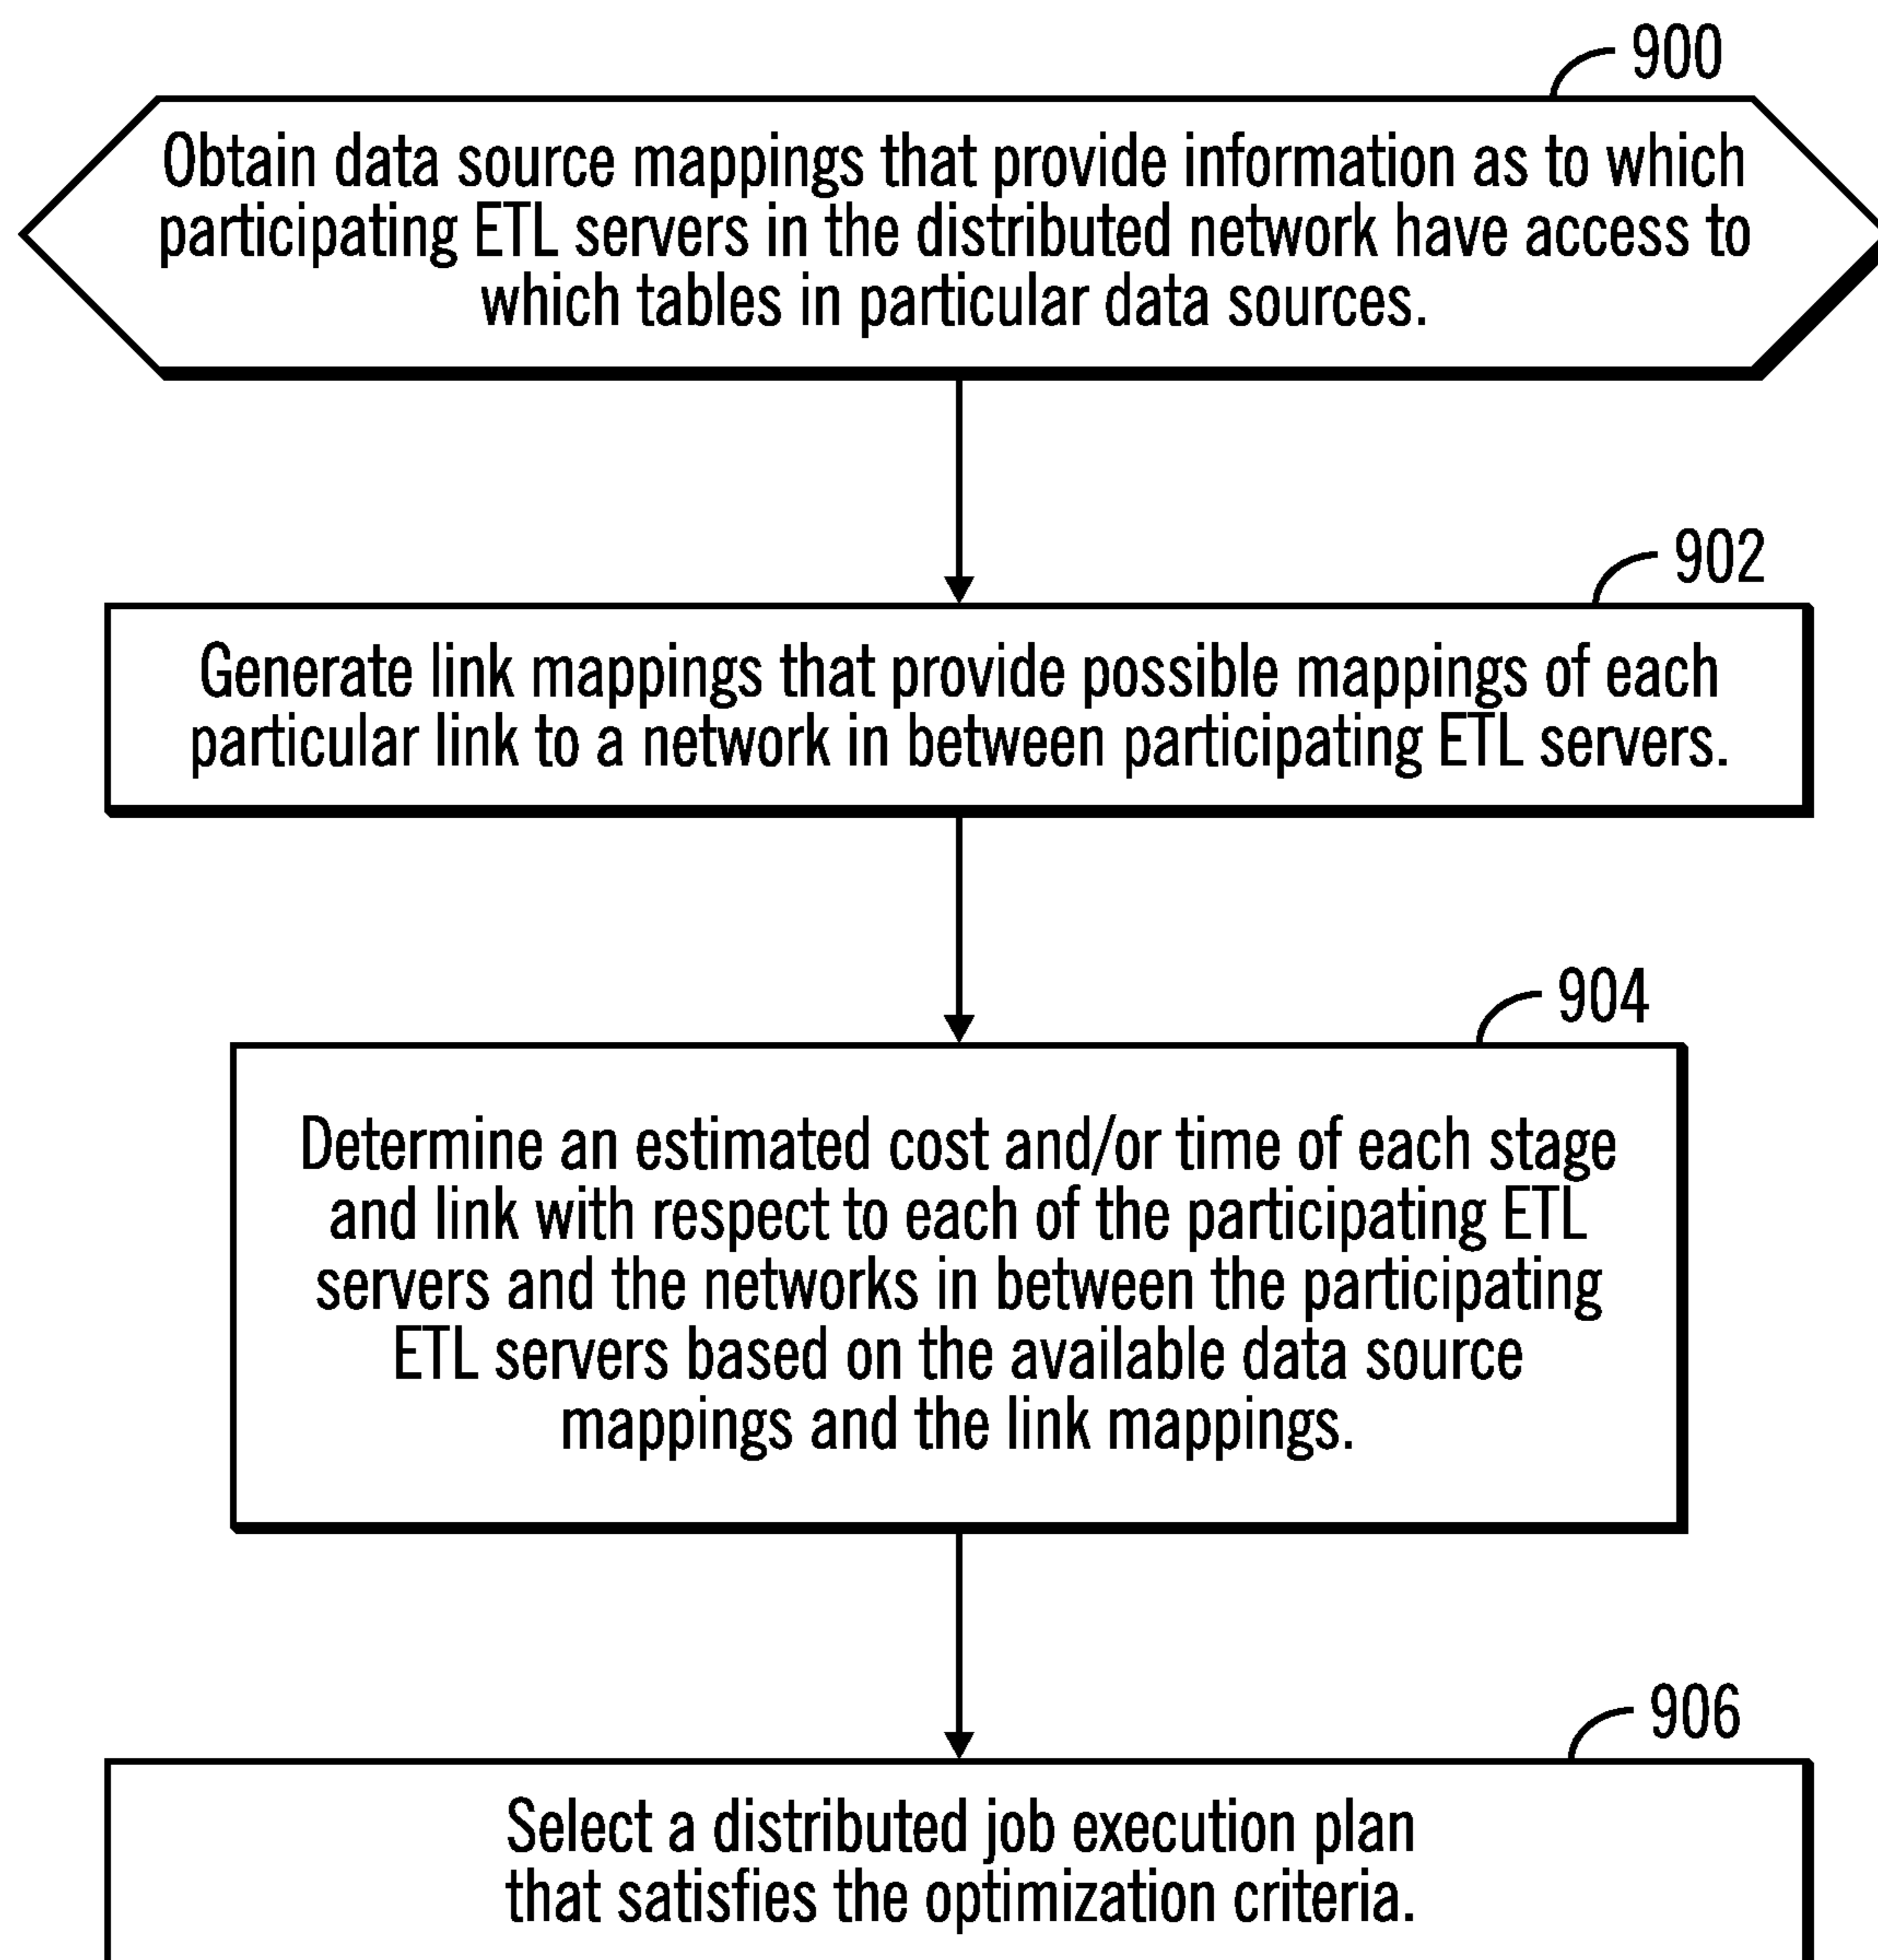 900
Obtain data source mappings that provide information as to which
participating ETL servers in the distributed network have access to
which tables in particular data sources.
902
Generate link mappings that provide possible mappings of each
particular link to a network in between participating ETL servers.
904
Determine an estimated cost and/or time of each stage
and link with respect to each of the participating ETL
servers and the networks in between the participating
ETL servers based on the available data source
mappings and the link mappings.
906
Select a distributed job execution plan
that satisfies the optimization criteria.